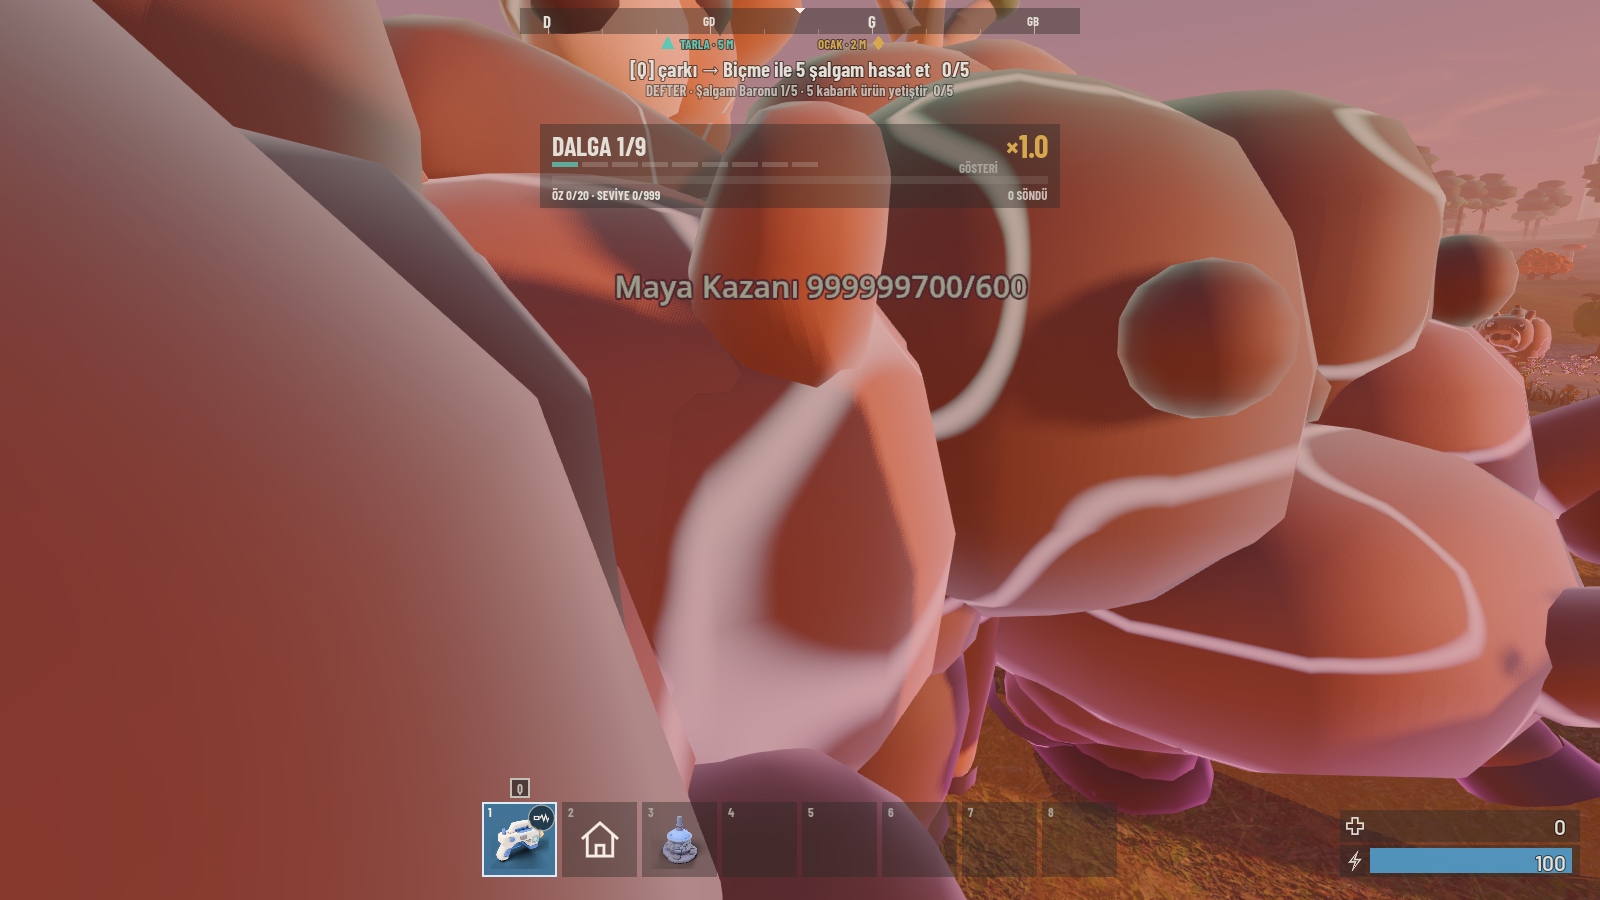 D GD G GB
TARLA · 5 M OCAK · 2 M
[Q] çarkı → Biçme ile 5 şalgam hasat et 0/5
DEFTER · Şalgam Baronu 1/5 · 5 kabarık ürün yetiştir 0/5
DALGA 1/9 ×1.0
GÖSTERİ
ÖZ 0/20 · SEVİYE 0/999 0 SÖNDÜ
Maya Kazanı 999999700/600
Q
1 2 3 4 5 6 7 8
0
100